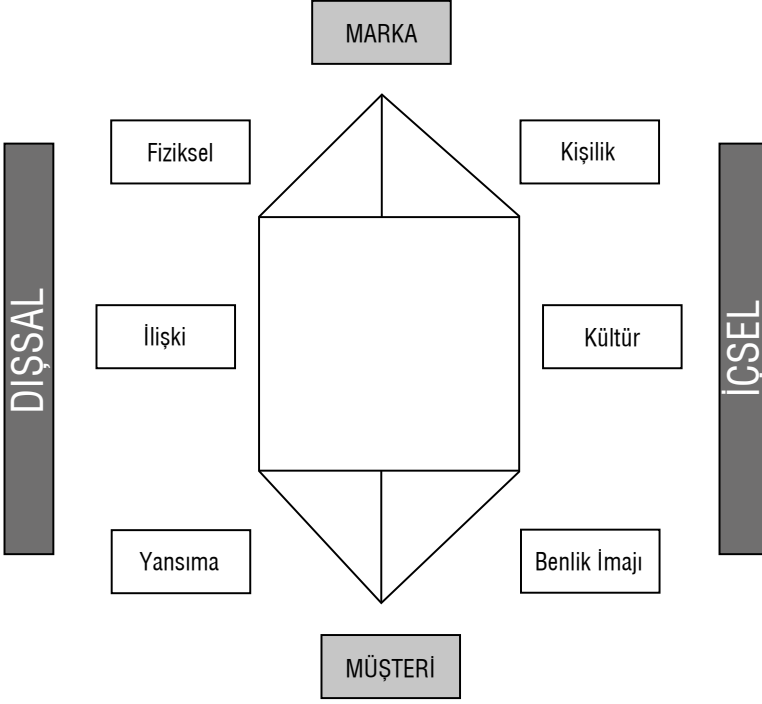 MARKA
Fiziksel
Kişilik
DIŞSAL
İÇSEL
İlişki
Kültür
Yansıma
Benlik İmajı
MÜŞTERİ